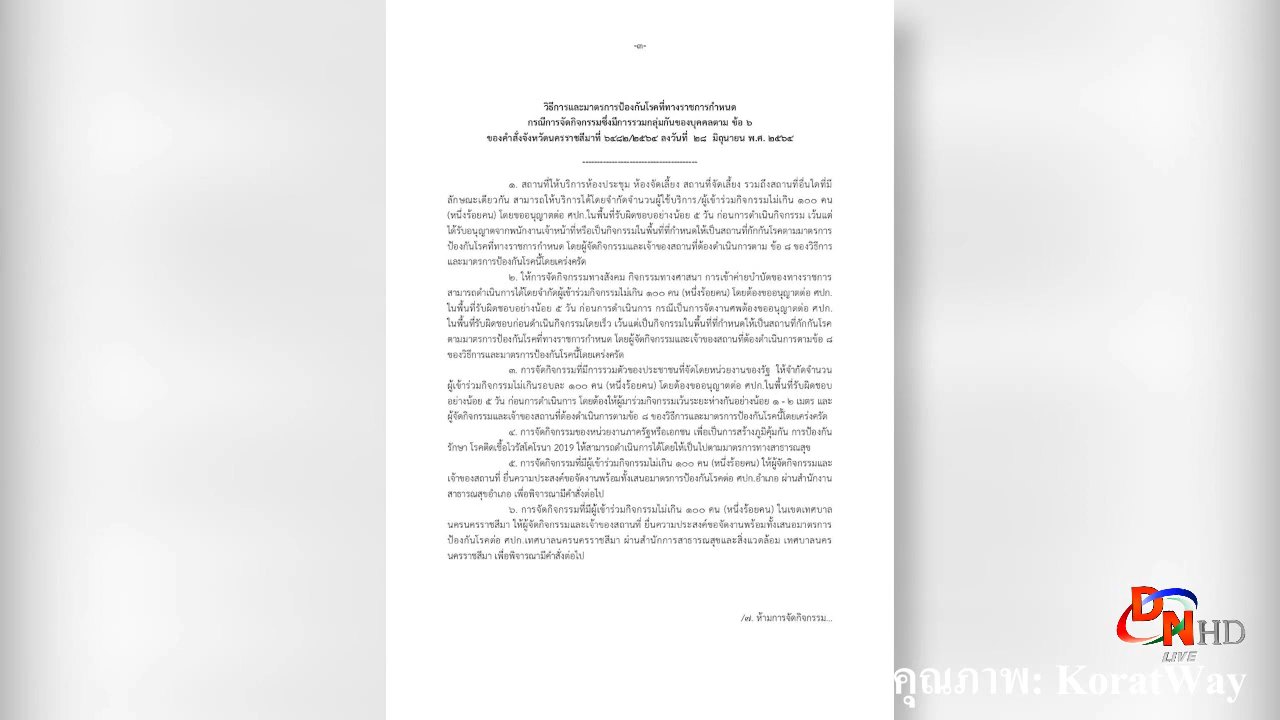 -๓-
วิธีการและมาตรการป้องกันโรคที่ทางราชการกำหนด
กรณีการจัดกิจกรรมซึ่งมีการรวมกลุ่มกันของบุคคลตาม ข้อ ๖
ของคำสั่งจังหวัดนครราชสีมาที่ ๖๔๘๒/๒๕๖๔ ลงวันที่ ๒๘ มิถุนายน พ.ศ. ๒๕๖๔
---------------------------------------
๑. สถานที่ให้บริการห้องประชุม ห้องจัดเลี้ยง สถานที่จัดเลี้ยง รวมถึงสถานที่อื่นใดที่มี
ลักษณะเดียวกัน สามารถให้บริการได้โดยจำกัดจำนวนผู้ใช้บริการ/ผู้เข้าร่วมกิจกรรมไม่เกิน ๑๐๐ คน
(หนึ่งร้อยคน) โดยขออนุญาตต่อ ศปก.ในพื้นที่รับผิดชอบอย่างน้อย ๕ วัน ก่อนการดำเนินกิจกรรม เว้นแต่
ได้รับอนุญาตจากพนักงานเจ้าหน้าที่หรือเป็นกิจกรรมในพื้นที่ที่กำหนดให้เป็นสถานที่กักกันโรคตามมาตรการ
ป้องกันโรคที่ทางราชการกำหนด โดยผู้จัดกิจกรรมและเจ้าของสถานที่ต้องดำเนินการตาม ข้อ ๘ ของวิธีการ
และมาตรการป้องกันโรคนี้โดยเคร่งครัด
๒. ให้การจัดกิจกรรมทางสังคม กิจกรรมทางศาสนา การเข้าค่ายบำบัดของทางราชการ
สามารถดำเนินการได้โดยจำกัดผู้เข้าร่วมกิจกรรมไม่เกิน ๑๐๐ คน (หนึ่งร้อยคน) โดยต้องขออนุญาตต่อ ศปก.
ในพื้นที่รับผิดชอบอย่างน้อย ๕ วัน ก่อนการดำเนินการ กรณีเป็นการจัดงานศพต้องขออนุญาตต่อ ศปก.
ในพื้นที่รับผิดชอบก่อนดำเนินกิจกรรมโดยเร็ว เว้นแต่เป็นกิจกรรมในพื้นที่ที่กำหนดให้เป็นสถานที่กักกันโรค
ตามมาตรการป้องกันโรคที่ทางราชการกำหนด โดยผู้จัดกิจกรรมและเจ้าของสถานที่ต้องดำเนินการตามข้อ ๘
ของวิธีการและมาตรการป้องกันโรคนี้โดยเคร่งครัด
๓. การจัดกิจกรรมที่มีการรวมตัวของประชาชนที่จัดโดยหน่วยงานของรัฐ ให้จำกัดจำนวน
ผู้เข้าร่วมกิจกรรมไม่เกินรอบละ ๑๐๐ คน (หนึ่งร้อยคน) โดยต้องขออนุญาตต่อ ศปก.ในพื้นที่รับผิดชอบ
อย่างน้อย ๕ วัน ก่อนการดำเนินการ โดยต้องให้ผู้มาร่วมกิจกรรมเว้นระยะห่างกันอย่างน้อย ๑ - ๒ เมตร และ
ผู้จัดกิจกรรมและเจ้าของสถานที่ต้องดำเนินการตามข้อ ๘ ของวิธีการและมาตรการป้องกันโรคนี้โดยเคร่งครัด
๔. การจัดกิจกรรมของหน่วยงานภาครัฐหรือเอกชน เพื่อเป็นการสร้างภูมิคุ้มกัน การป้องกัน
รักษา โรคติดเชื้อไวรัสโคโรนา 2019 ให้สามารถดำเนินการได้โดยให้เป็นไปตามมาตรการทางสาธารณสุข
๕. การจัดกิจกรรมที่มีผู้เข้าร่วมกิจกรรมไม่เกิน ๑๐๐ คน (หนึ่งร้อยคน) ให้ผู้จัดกิจกรรมและ
เจ้าของสถานที่ ยื่นความประสงค์ขอจัดงานพร้อมทั้งเสนอมาตรการป้องกันโรคต่อ ศปก.อำเภอ ผ่านสำนักงาน
สาธารณสุขอำเภอ เพื่อพิจารณามีคำสั่งต่อไป
๖. การจัดกิจกรรมที่มีผู้เข้าร่วมกิจกรรมไม่เกิน ๑๐๐ คน (หนึ่งร้อยคน) ในเขตเทศบาล
นครนครราชสีมา ให้ผู้จัดกิจกรรมและเจ้าของสถานที่ ยื่นความประสงค์ขอจัดงานพร้อมทั้งเสนอมาตรการ
ป้องกันโรคต่อ ศปก.เทศบาลนครนครราชสีมา ผ่านสำนักการสาธารณสุขและสิ่งแวดล้อม เทศบาลนคร
นครราชสีมา เพื่อพิจารณามีคำสั่งต่อไป
/๗. ห้ามการจัดกิจกรรม...
DN HD
LIVE
คุณภาพ: KoratWay